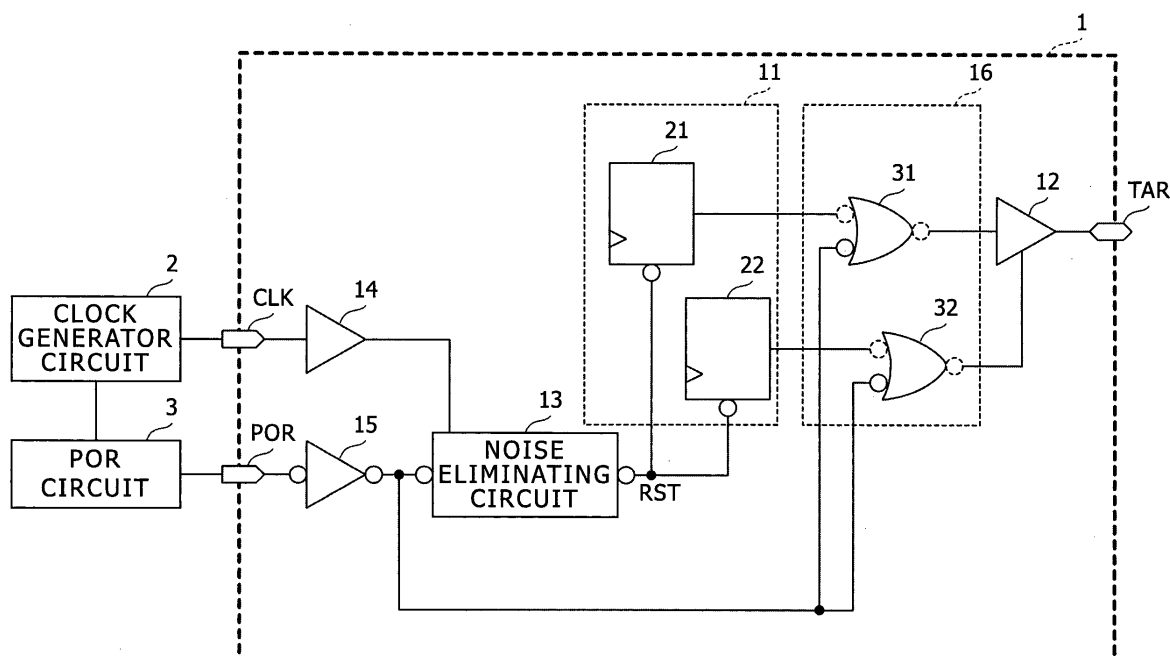 1
11
16
21
31
12
TAR
2
CLK
14
22
32
CLOCK
GENERATOR
CIRCUIT
3
POR
15
13
POR
CIRCUIT
NOISE
ELIMINATING
CIRCUIT
RST